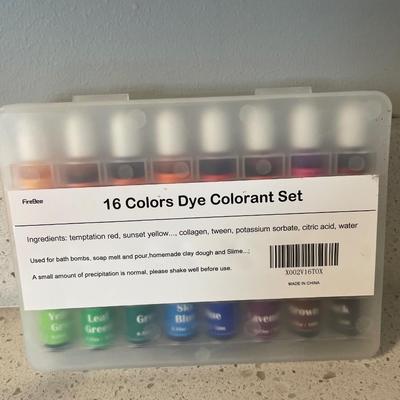 FireBee
16 Colors Dye Colorant Set
Ingredients: temptation red, sunset yellow..., collagen, tween, potassium sorbate, citric acid, water
Used for bath bombs, soap melt and pour,homemade clay dough and Slime...;
A small amount of precipitation is normal, please shake well before use.
X002V16T0X
MADE IN CHINA
Leaf
Green
Blue